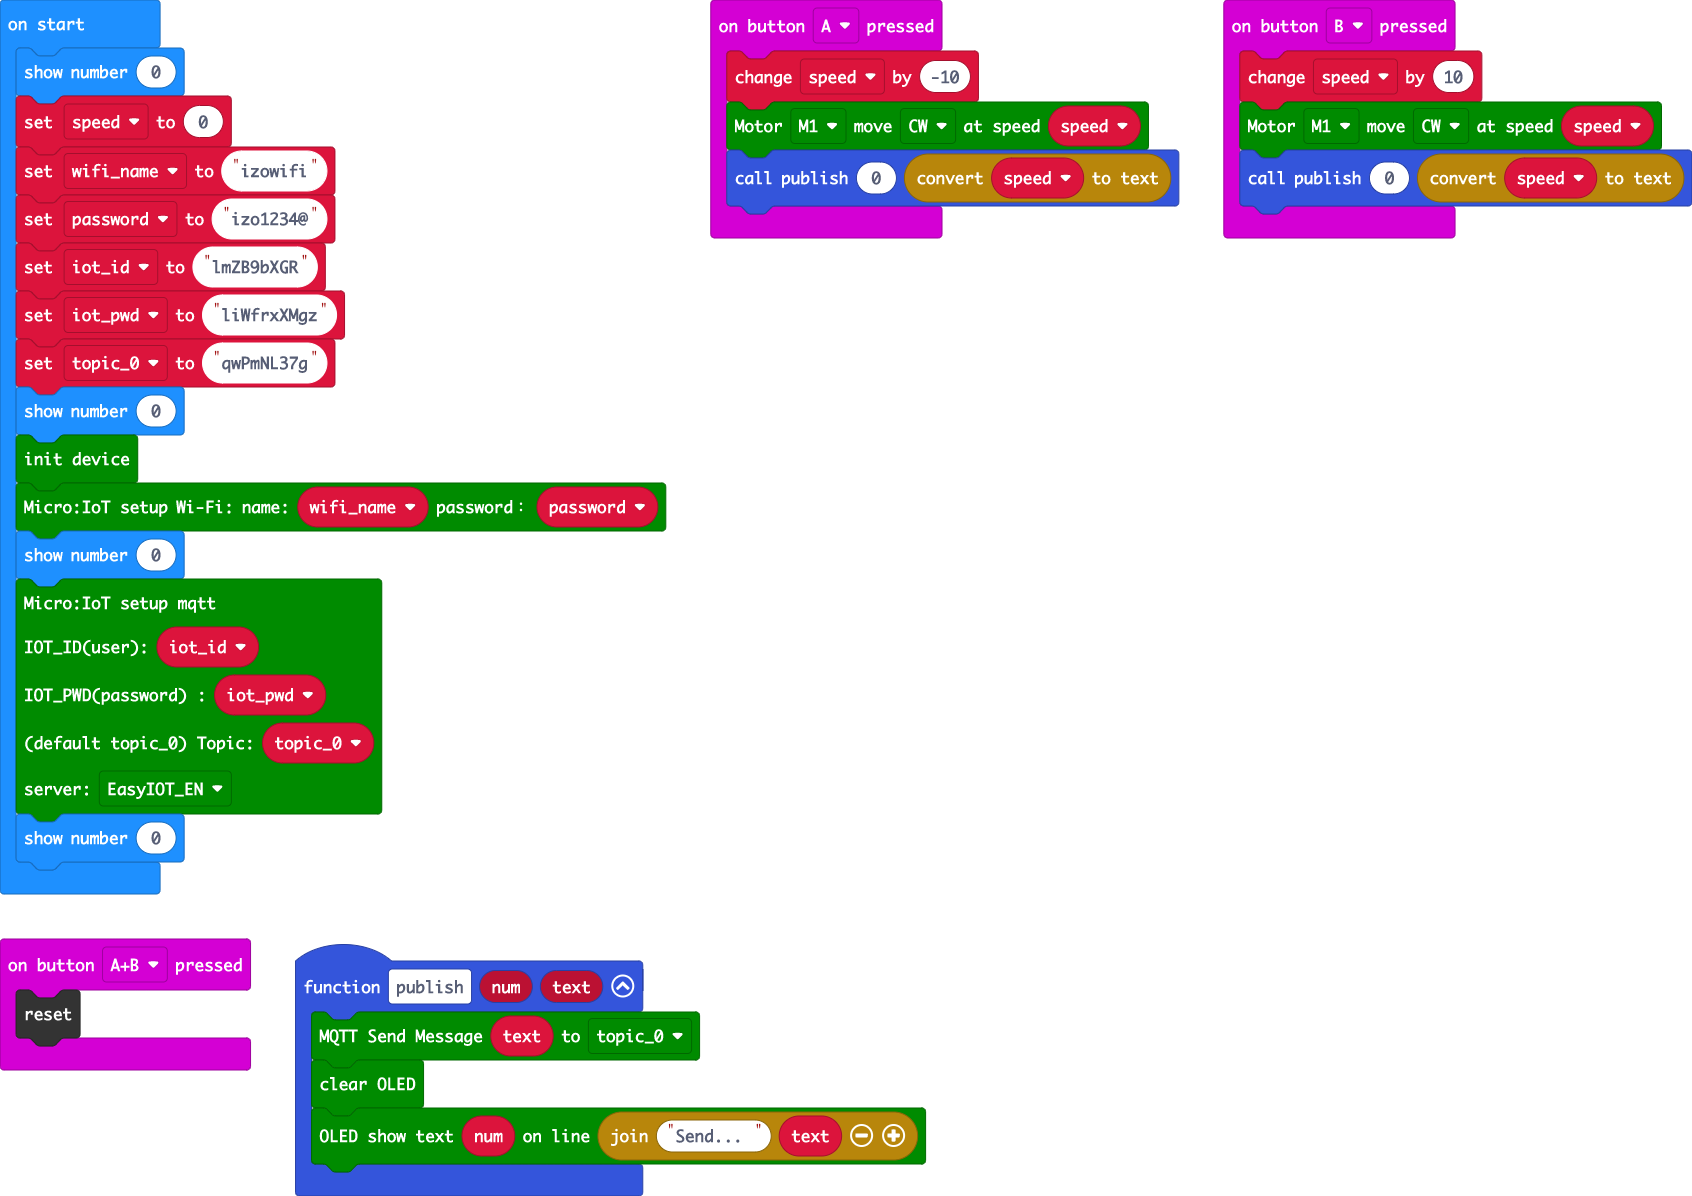 on start
show number 0
set speed to 0
set wifi_name to "izowifi"
set password to "izo1234@"
set iot_id to "lmZB9bXGR"
set iot_pwd to "liWfrxXMgz"
set topic_0 to "qwPmNL37g"
show number 0
init device
Micro:IoT setup Wi-Fi: name: wifi_name password: password
show number 0
Micro:IoT setup mqtt
IOT_ID(user): iot_id
IOT_PWD(password) : iot_pwd
(default topic_0) Topic: topic_0
server: EasyIOT_EN
show number 0
on button A pressed
change speed by -10
Motor M1 move CW at speed speed
call publish 0 convert speed to text
on button B pressed
change speed by 10
Motor M1 move CW at speed speed
call publish 0 convert speed to text
on button A+B pressed
reset
function publish num text
MQTT Send Message text to topic_0
clear OLED
OLED show text num on line join "Send... " text